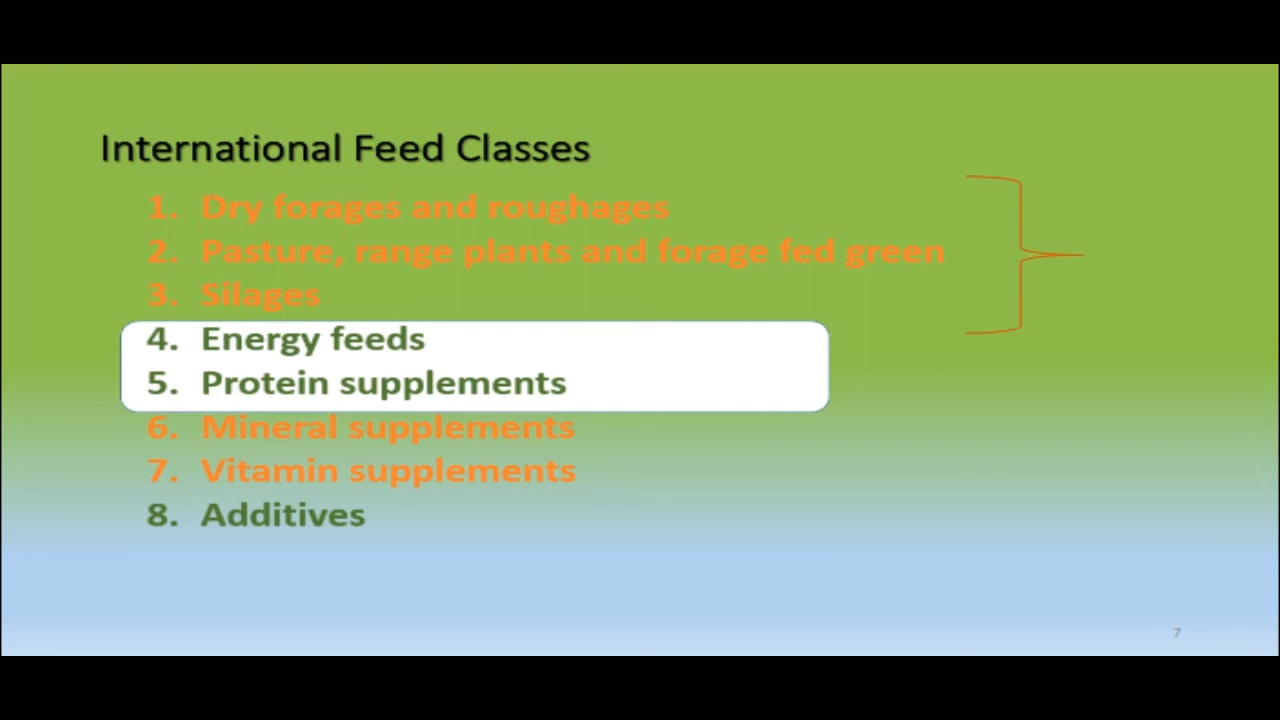 International Feed Classes
1. Dry forages and roughages
2. Pasture, range plants and forage fed green
3. Silages
4. Energy feeds
5. Protein supplements
6. Mineral supplements
7. Vitamin supplements
8. Additives
7